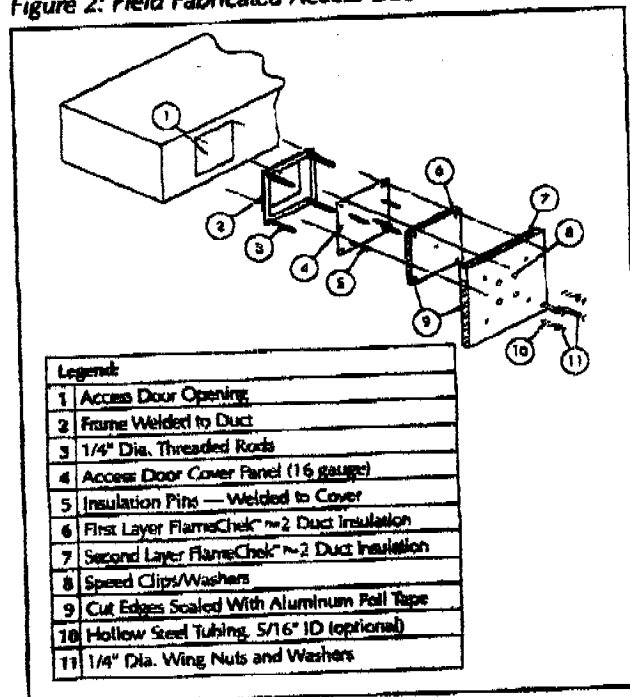 Figure 2: Field Fabricated Access
1
2
3
4
5
6
7
8
9
10
11
Legend:
1 Access Door Opening
2 Frame Welded to Duct
3 1/4" Dia. Threaded Rods
4 Access Door Cover Panel (16 gauge)
5 Insulation Pins — Welded to Cover
6 First Layer FlameChek™ 2 Duct Insulation
7 Second Layer FlameChek™ 2 Duct Insulation
8 Speed Clips/Washers
9 Cut Edges Sealed With Aluminum Foil Tape
10 Hollow Steel Tubing, 5/16" ID (optional)
11 1/4" Dia. Wing Nuts and Washers